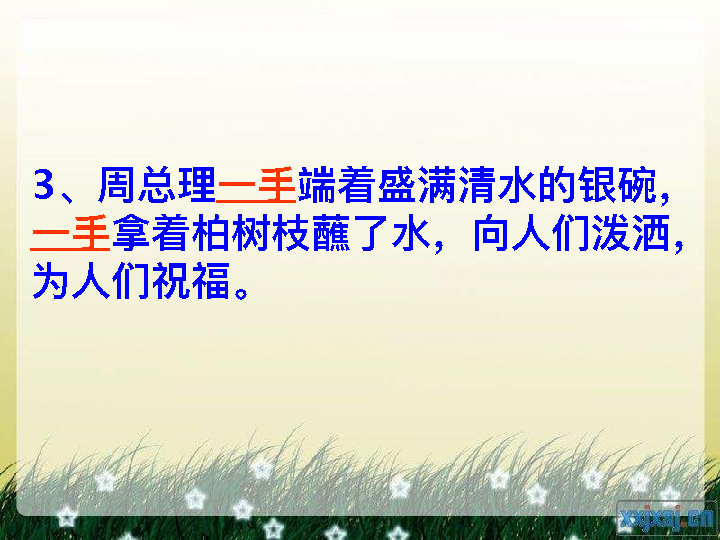 3、周总理一手端着盛满清水的银碗，
一手拿着柏树枝蘸了水，向人们泼洒，
为人们祝福。
xxjxsj.cn